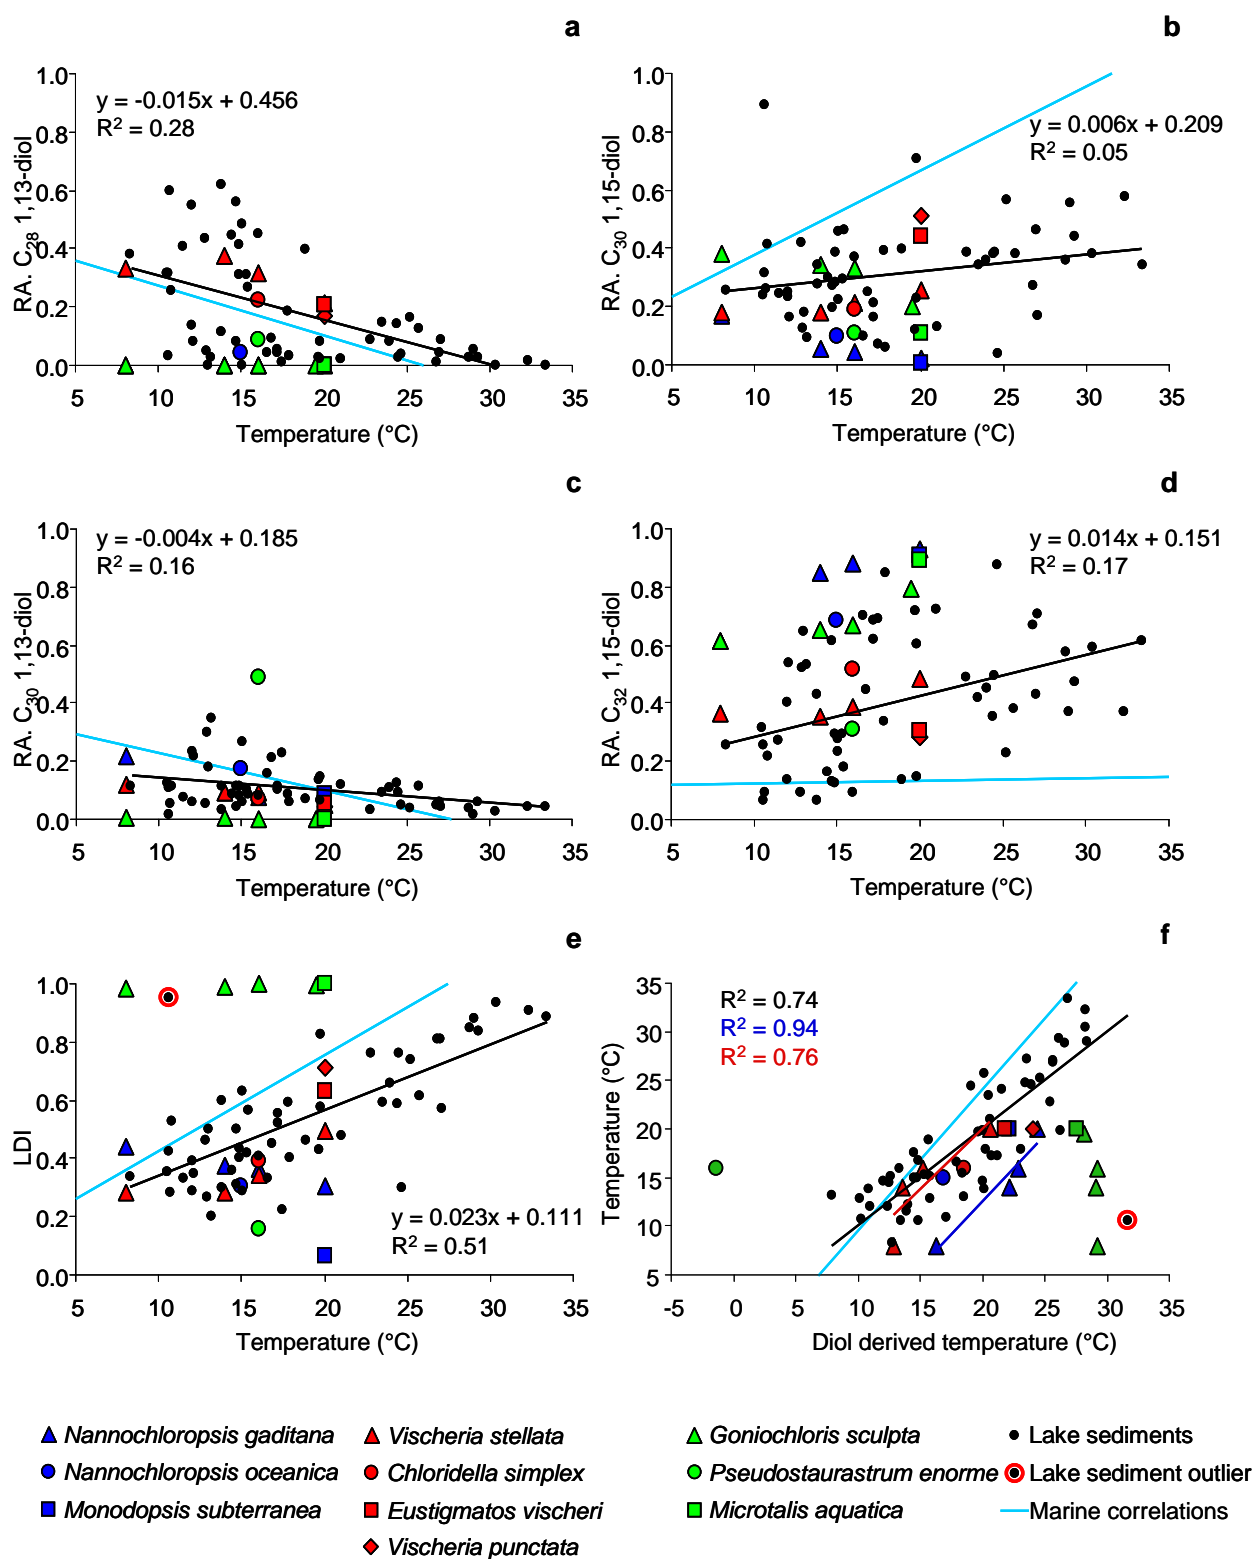 a
1.0
0.8
0.6
0.4
0.2
0.0
RA. C28 1,13-diol
y = -0.015x + 0.456
R2 = 0.28
5 10 15 20 25 30 35
Temperature (°C)
b
1.0
0.8
0.6
0.4
0.2
0.0
RA. C30 1,15-diol
y = 0.006x + 0.209
R2 = 0.05
5 10 15 20 25 30 35
Temperature (°C)
c
1.0
0.8
0.6
0.4
0.2
0.0
RA. C30 1,13-diol
y = -0.004x + 0.185
R2 = 0.16
5 10 15 20 25 30 35
Temperature (°C)
d
1.0
0.8
0.6
0.4
0.2
0.0
RA. C32 1,15-diol
y = 0.014x + 0.151
R2 = 0.17
5 10 15 20 25 30 35
Temperature (°C)
e
1.0
0.8
0.6
0.4
0.2
0.0
LDI
y = 0.023x + 0.111
R2 = 0.51
5 10 15 20 25 30 35
Temperature (°C)
f
35
30
25
20
15
10
5
Temperature (°C)
R2 = 0.74
R2 = 0.94
R2 = 0.76
-5 0 5 10 15 20 25 30 35
Diol derived temperature (°C)
Nannochloropsis gaditana
Nannochloropsis oceanica
Monodopsis subterranea
Vischeria stellata
Chloridella simplex
Eustigmatos vischeri
Vischeria punctata
Goniochloris sculpta
Pseudostaurastrum enorme
Microtalis aquatica
Lake sediments
Lake sediment outlier
Marine correlations